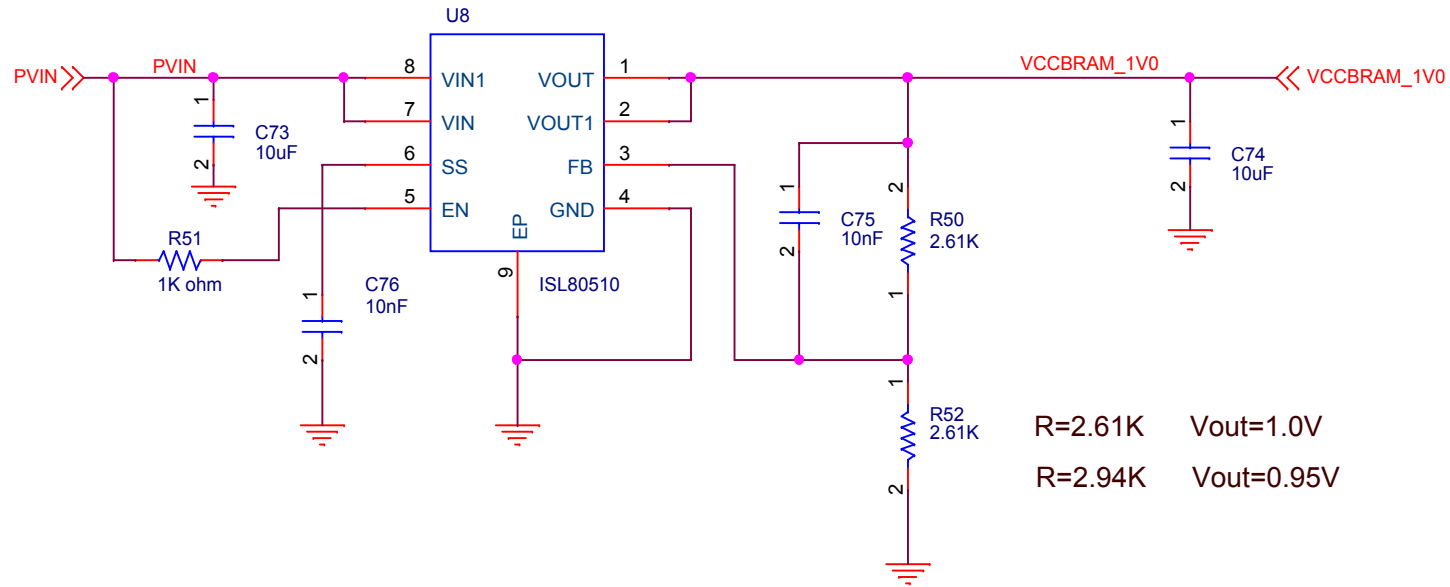 U8
PVIN
PVIN
8
VIN1
VOUT
1
VCCBRAM_1V0
VCCBRAM_1V0
7
VIN
VOUT1
2
6
SS
FB
3
5
EN
GND
4
EP
9
ISL80510
1
C73
10uF
2
R51
1K ohm
1
C76
10nF
2
1
C75
10nF
2
2
R50
2.61K
1
1
C74
10uF
2
1
R52
2.61K
2
R=2.61K Vout=1.0V
R=2.94K Vout=0.95V